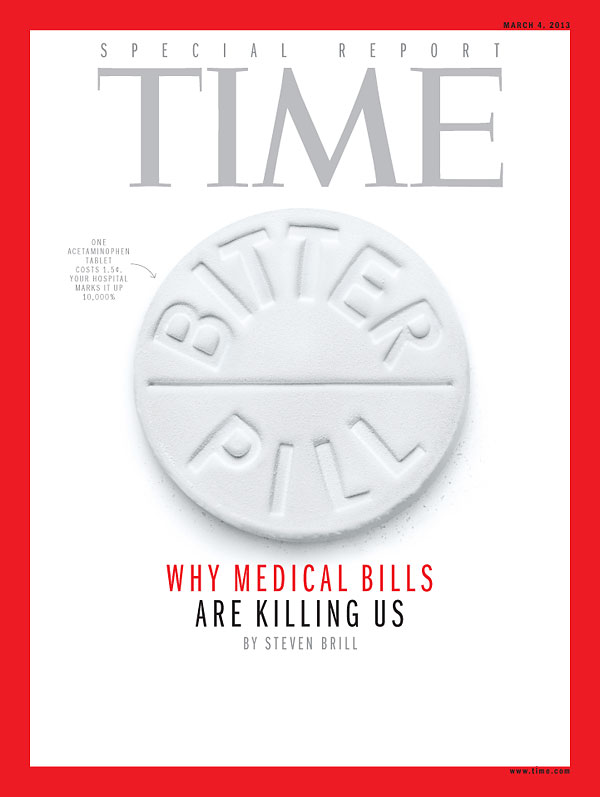 MARCH 4, 2013
SPECIAL REPORT
TIME
ONE
ACETAMINOPHEN
TABLET
COSTS 1.5¢.
YOUR HOSPITAL
MARKS IT UP
10,000%
BITTER
PILL
WHY MEDICAL BILLS
ARE KILLING US
BY STEVEN BRILL
www.time.com